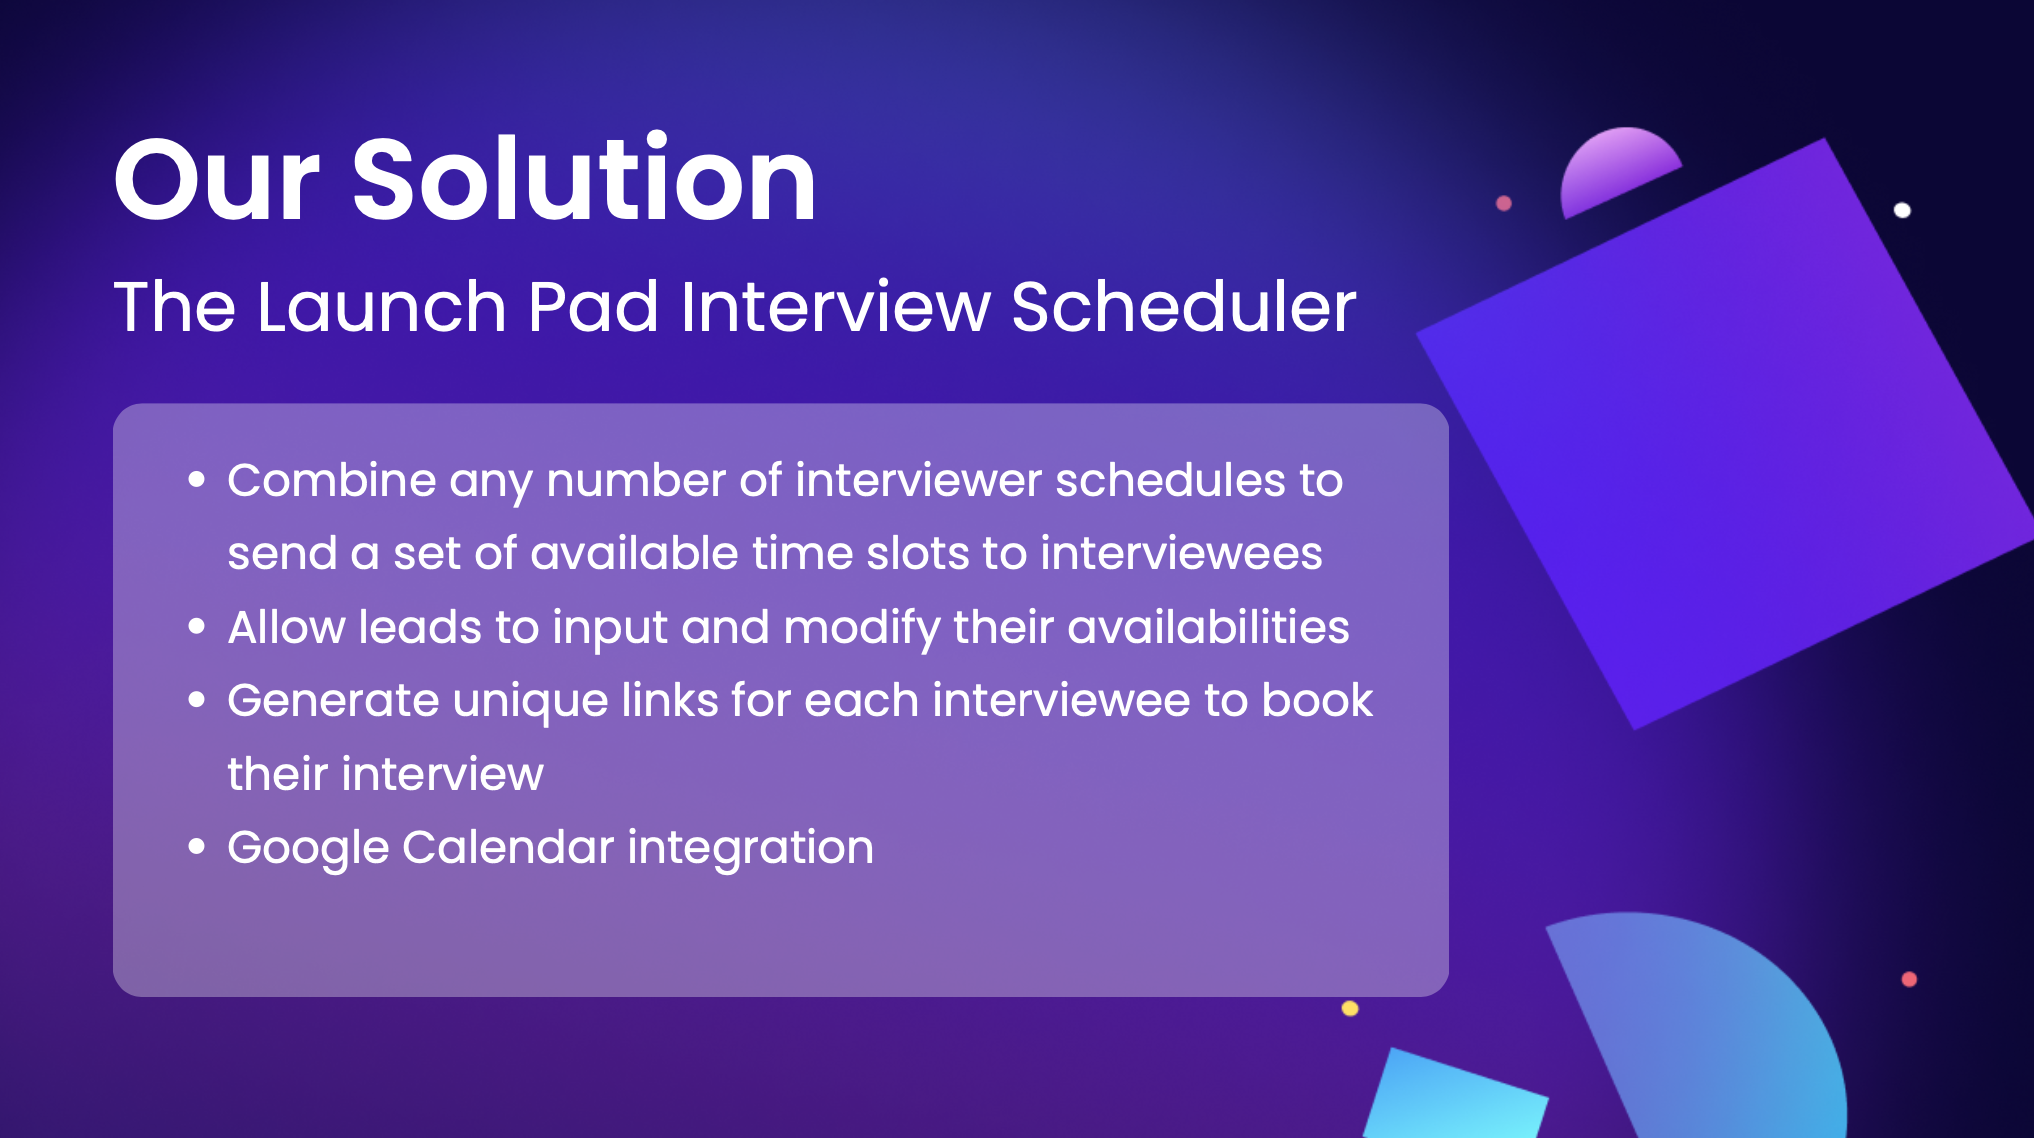 Our Solution
The Launch Pad Interview Scheduler
• Combine any number of interviewer schedules to
send a set of available time slots to interviewees
• Allow leads to input and modify their availabilities
• Generate unique links for each interviewee to book
their interview
• Google Calendar integration